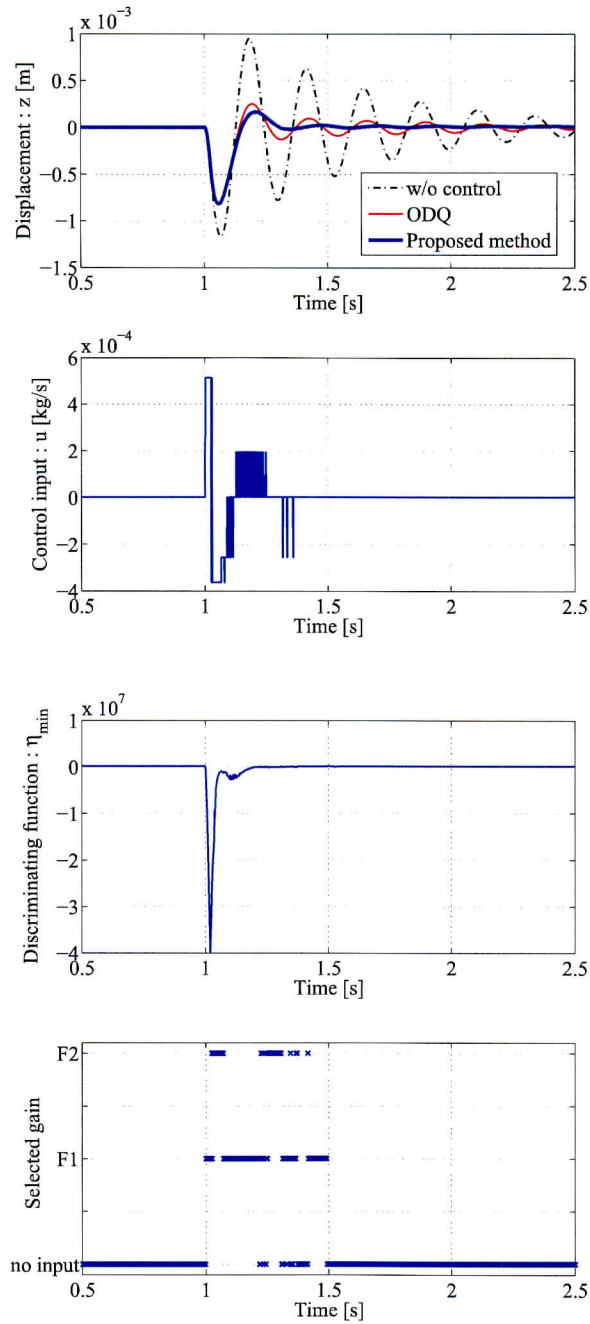 x 10^-3
1
0.5
0
−0.5
−1
−1.5
Displacement : z [m]
w/o control
ODQ
Proposed method
0.5 1 1.5 2 2.5
Time [s]
x 10^-4
6
4
2
0
−2
−4
Control input : u [kg/s]
0.5 1 1.5 2 2.5
Time [s]
x 10^7
1
0
−1
−2
−3
−4
Discriminating function : η_min
0.5 1 1.5 2 2.5
Time [s]
F2
F1
no input
Selected gain
0.5 1 1.5 2 2.5
Time [s]